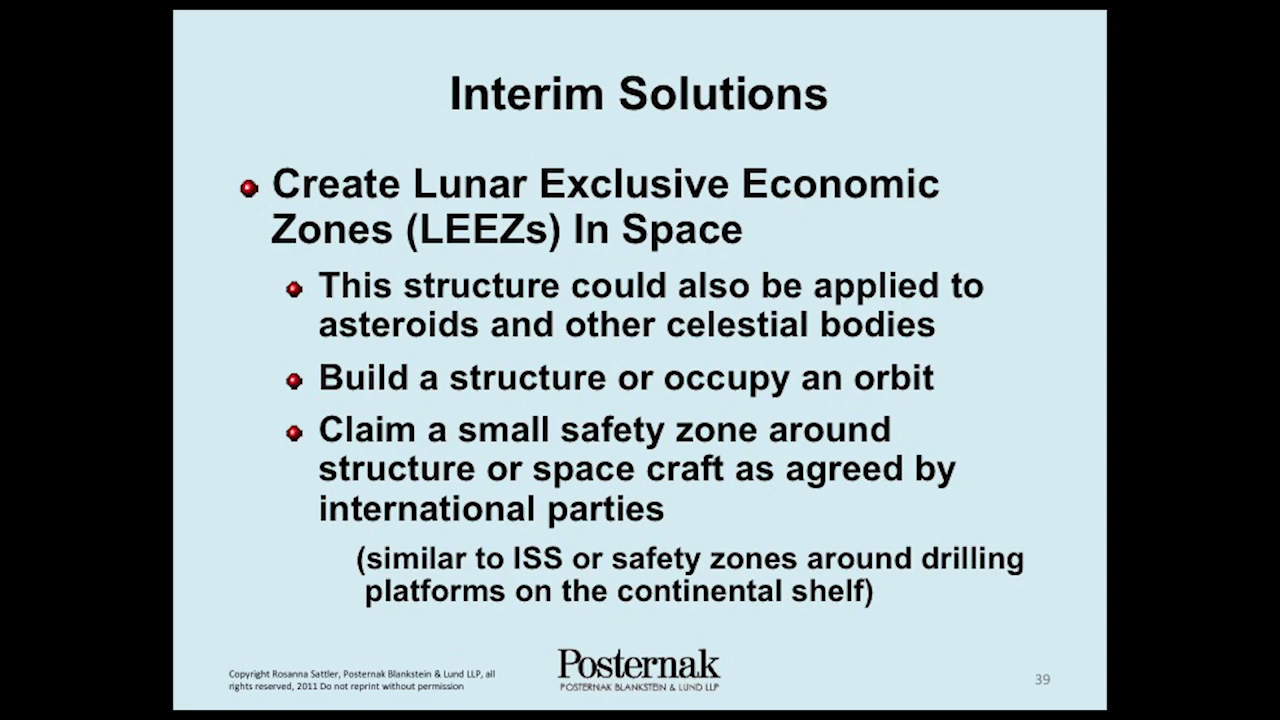 Interim Solutions
Create Lunar Exclusive Economic
Zones (LEEZs) In Space
This structure could also be applied to
asteroids and other celestial bodies
Build a structure or occupy an orbit
Claim a small safety zone around
structure or space craft as agreed by
international parties
(similar to ISS or safety zones around drilling
platforms on the continental shelf)
Copyright Rosanna Sattler, Posternak Blankstein & Lund LLP, all
rights reserved, 2011 Do not reprint without permission
Posternak
POSTERNAK BLANKSTEIN & LUND LLP
39